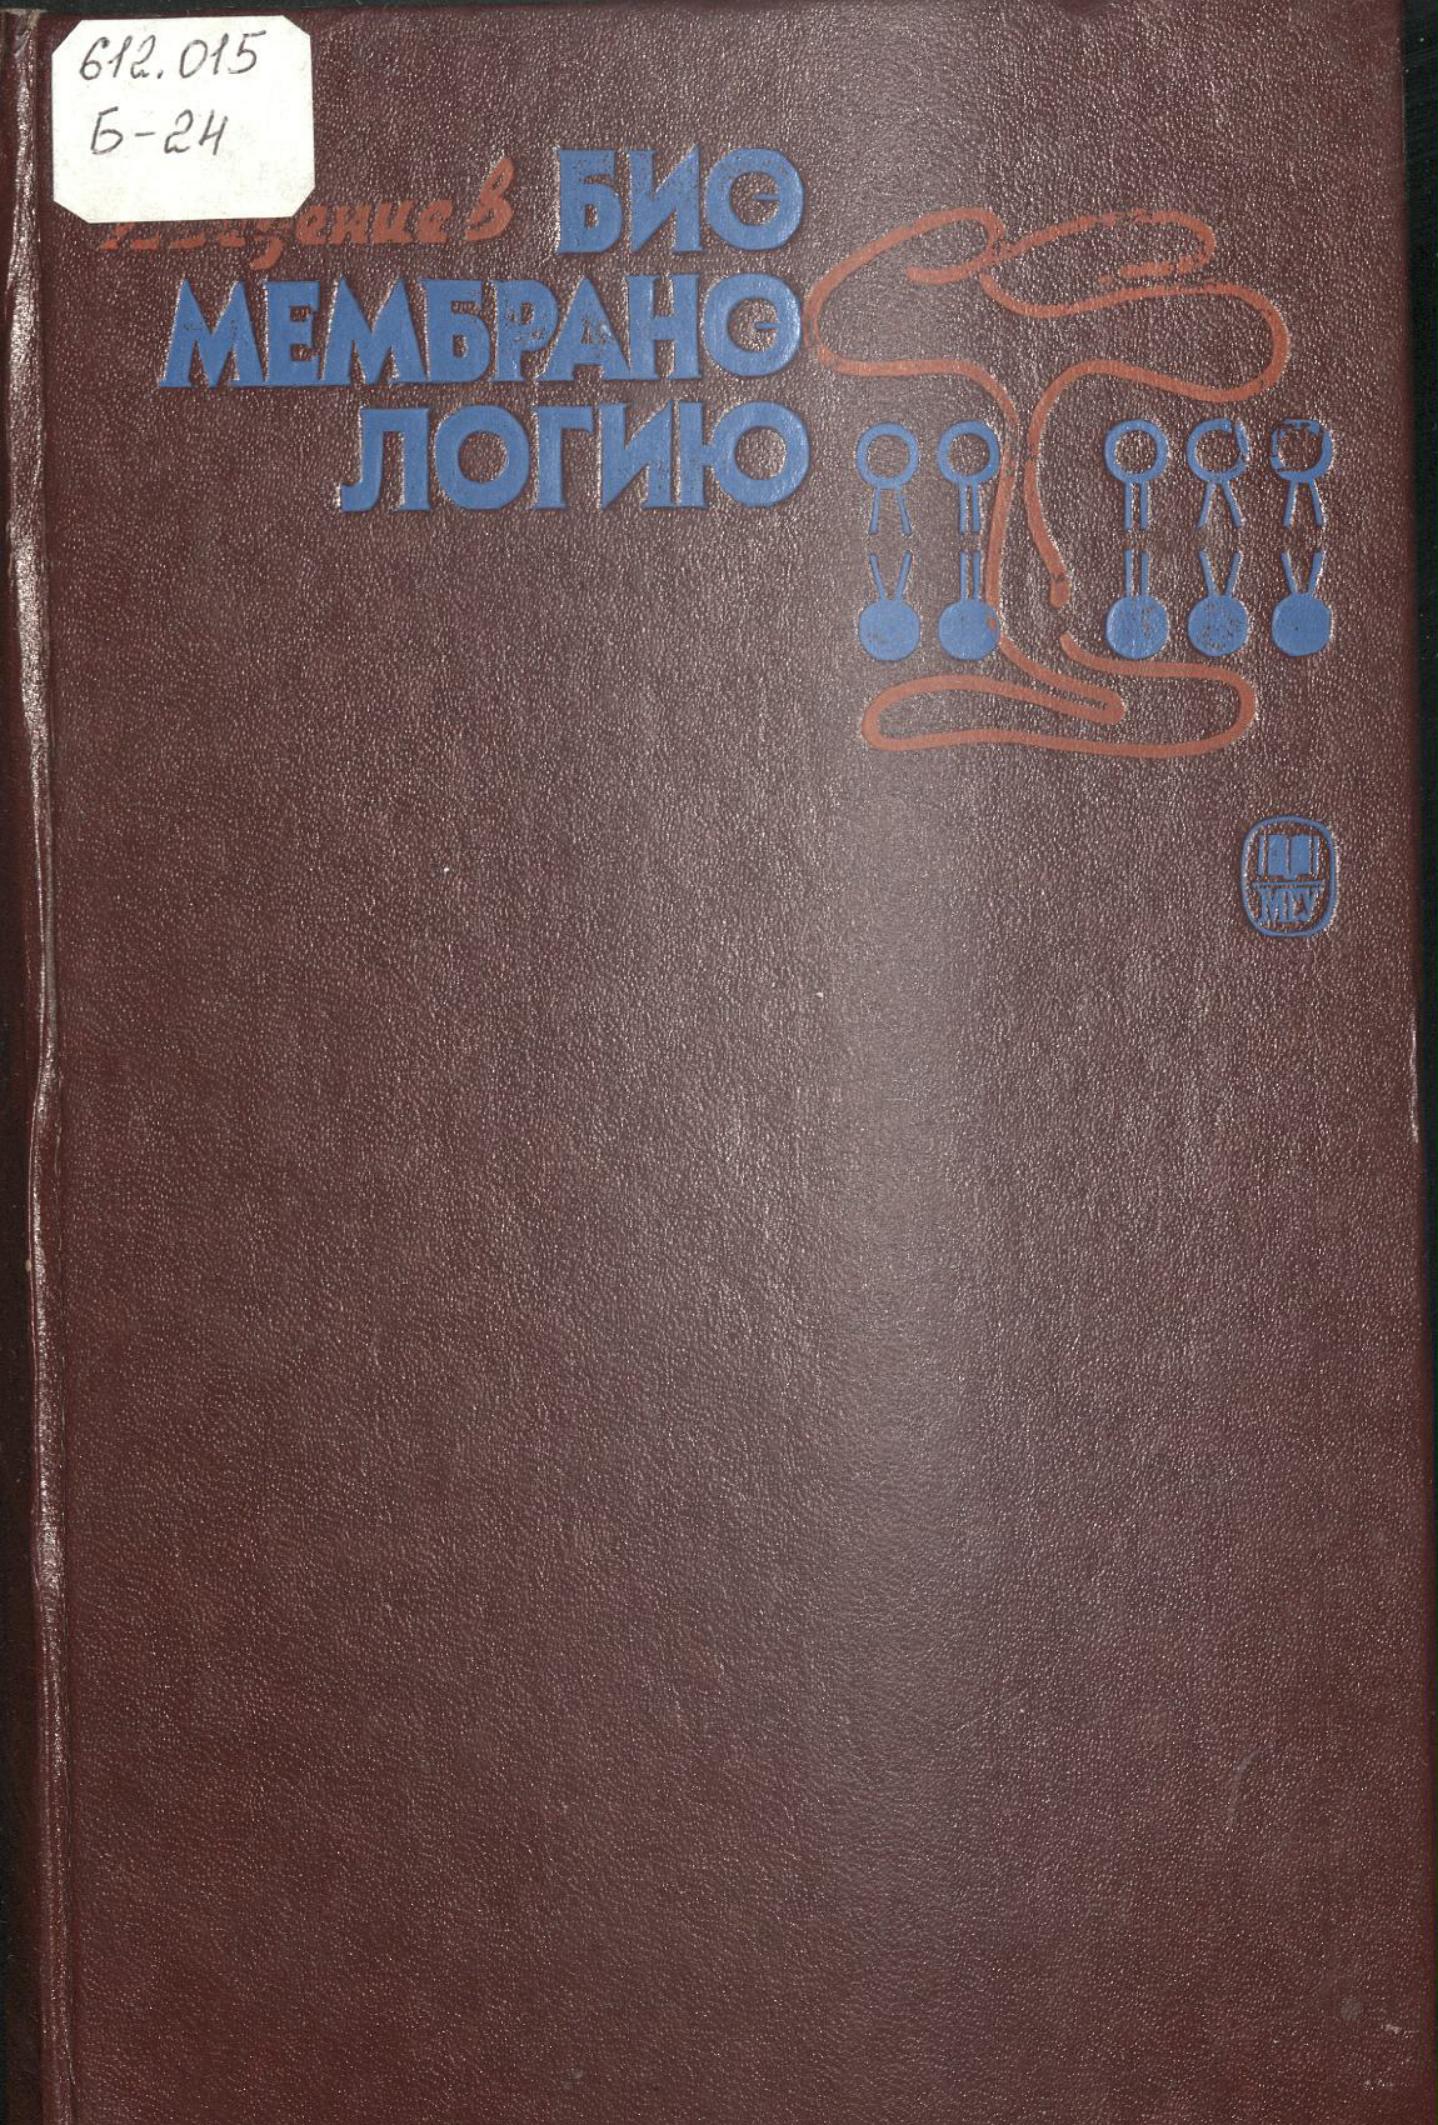 612.015
Б-24
Введение в БИО
МЕМБРАНО
ЛОГИЮ
МГУ